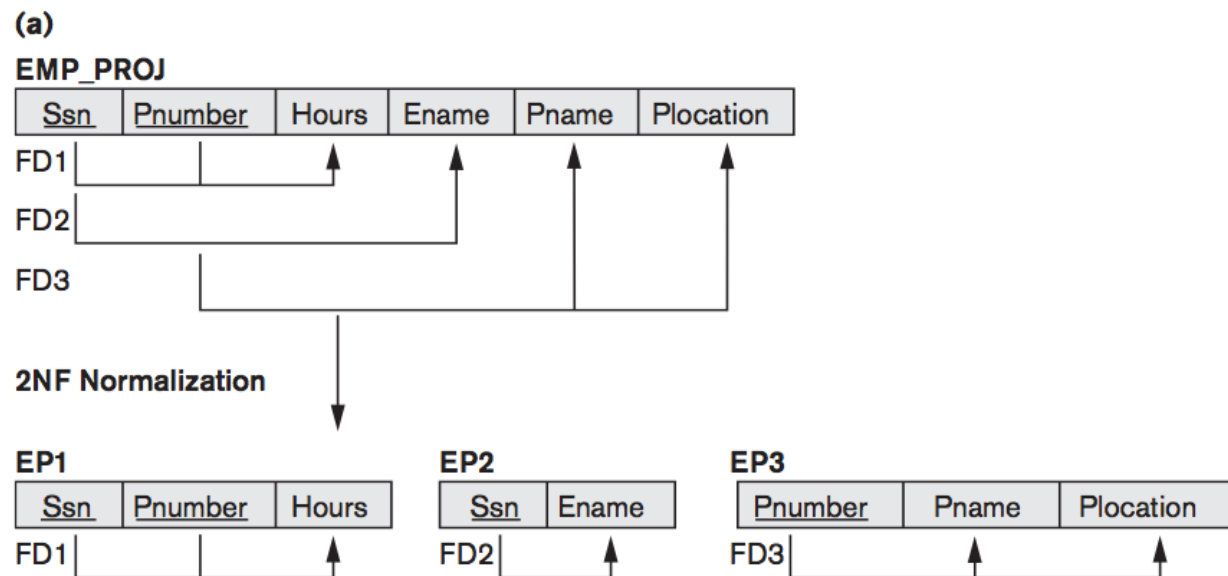 (a)
EMP_PROJ
Ssn Pnumber Hours Ename Pname Plocation
FD1
FD2
FD3
2NF Normalization
EP1 EP2 EP3
Ssn Pnumber Hours Ssn Ename Pnumber Pname Plocation
FD1 FD2 FD3